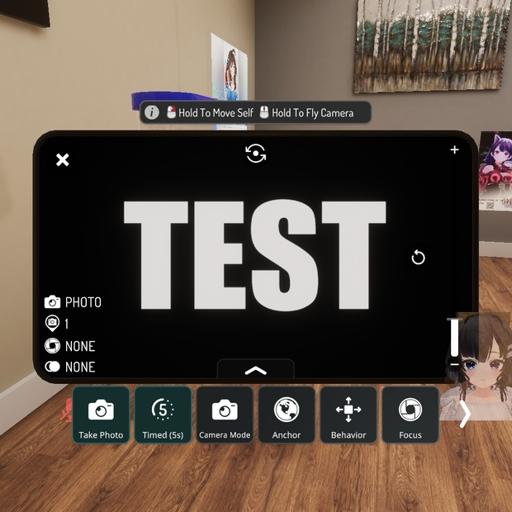 Hold To Move Self Hold To Fly Camera
TEST
PHOTO
1
NONE
NONE
Take Photo
Timed (5s)
5
Camera Mode
Anchor
Behavior
Focus